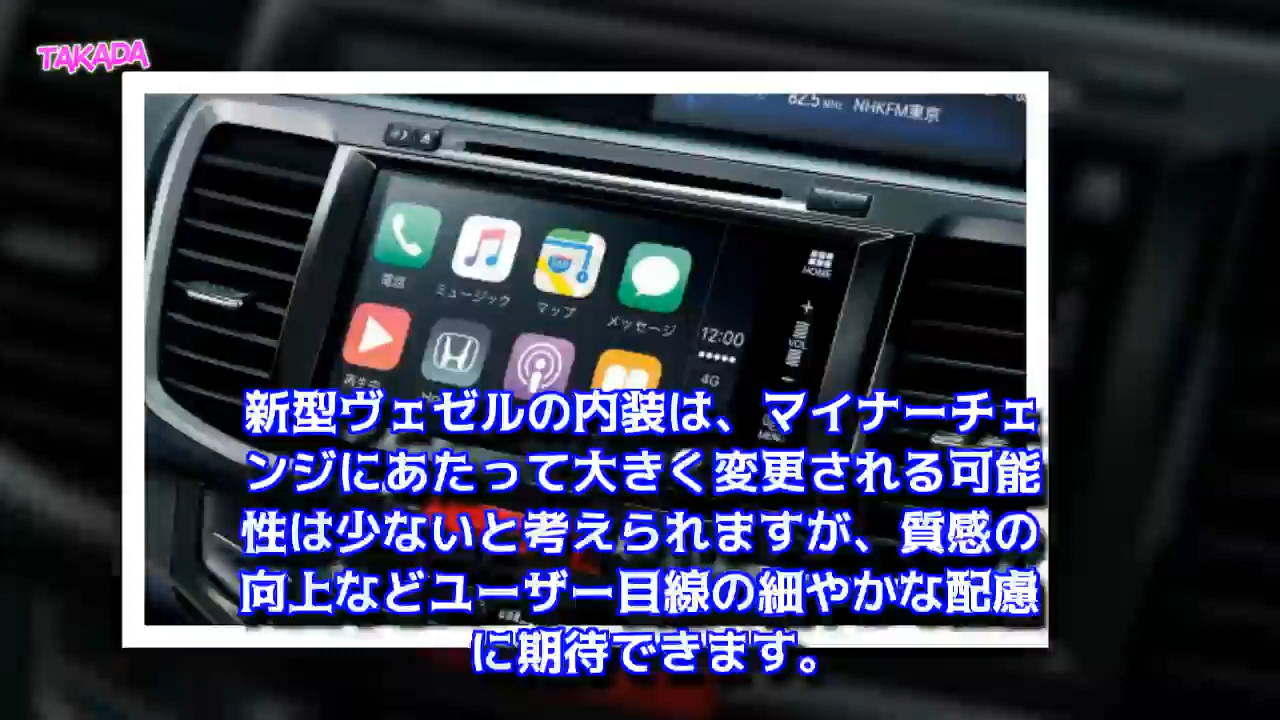 TAKADA
82.5 MHz NHKFM東京
電話
ミュージック
マップ
メッセージ
HOME
12:00
VOL
4G
MENU
新型ヴェゼルの内装は、マイナーチェ
ンジにあたって大きく変更される可能
性は少ないと考えられますが、質感の
向上などユーザー目線の細やかな配慮
に期待できます。